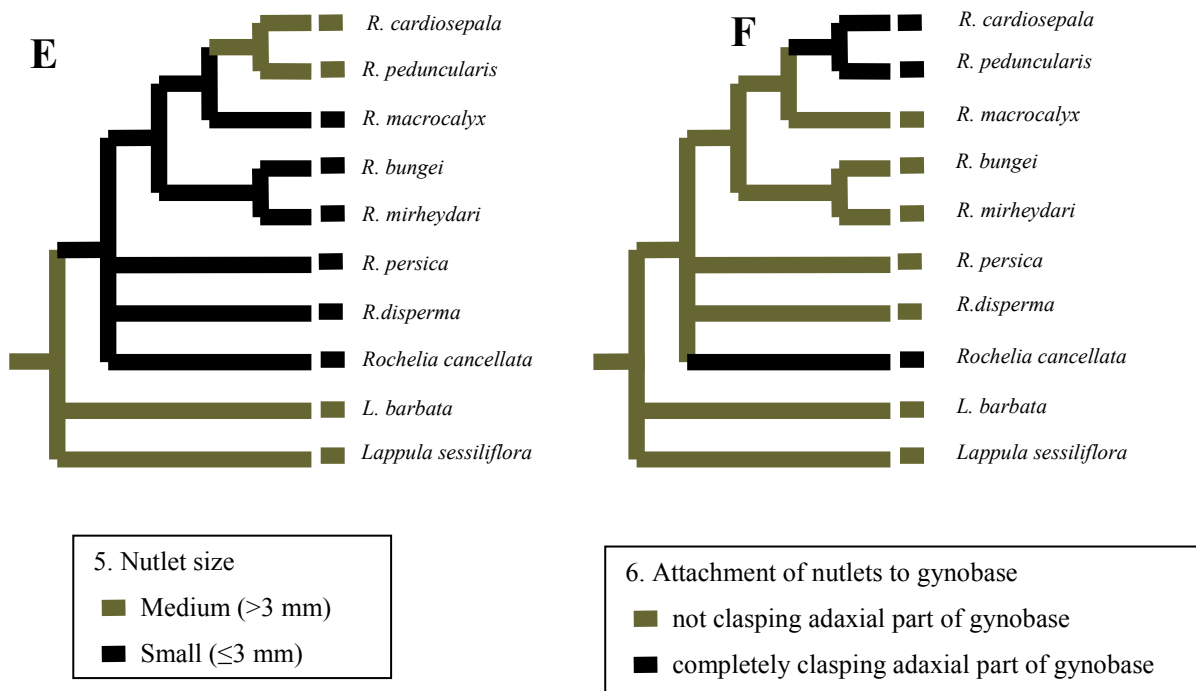 E
R. cardiosepala
R. peduncularis
R. macrocalyx
R. bungei
R. mirheydari
R. persica
R.disperma
Rochelia cancellata
L. barbata
Lappula sessiliflora
5. Nutlet size
Medium (>3 mm)
Small (≤3 mm)
F
R. cardiosepala
R. peduncularis
R. macrocalyx
R. bungei
R. mirheydari
R. persica
R.disperma
Rochelia cancellata
L. barbata
Lappula sessiliflora
6. Attachment of nutlets to gynobase
not clasping adaxial part of gynobase
completely clasping adaxial part of gynobase